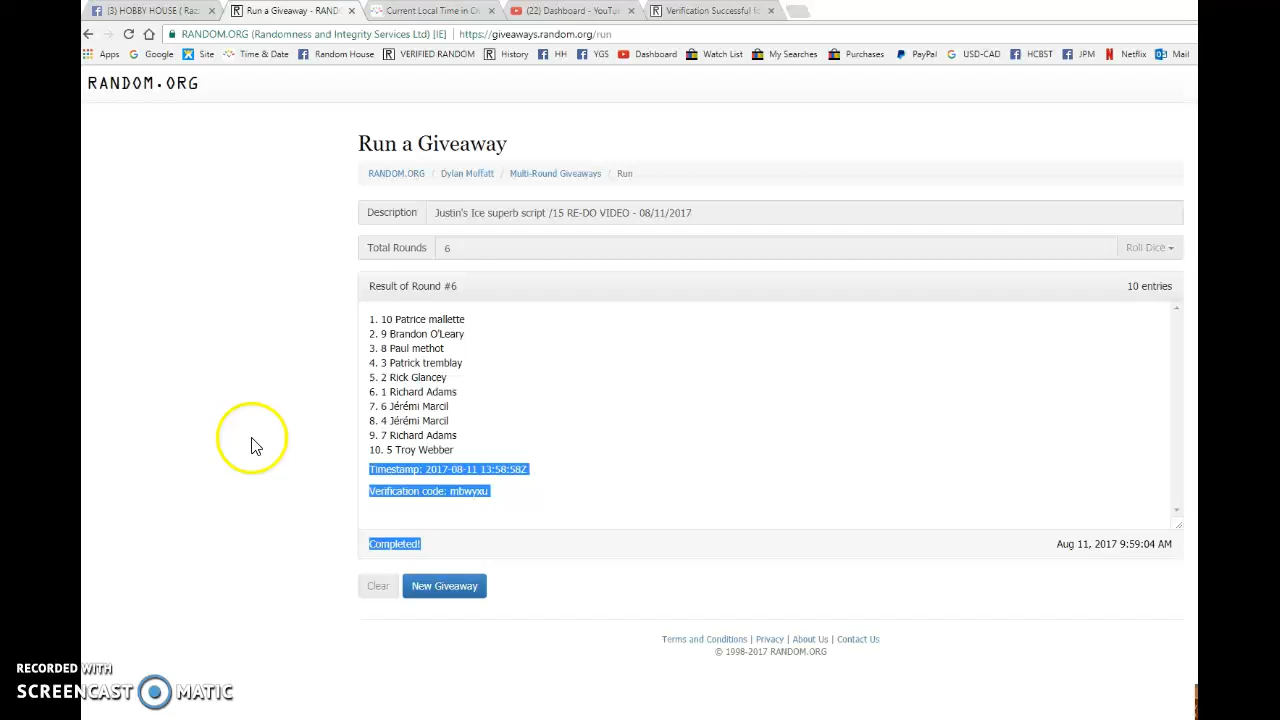 (3) HOBBY HOUSE ( Raz
Run a Giveaway - RAND
Current Local Time in Ch
(22) Dashboard - YouTu
Verification Successful fo
RANDOM.ORG (Randomness and Integrity Services Ltd) [IE]
https://giveaways.random.org/run
Apps
Google
Site
Time & Date
Random House
VERIFIED RANDOM
History
HH
YGS
Dashboard
Watch List
My Searches
Purchases
PayPal
USD-CAD
HCBST
JPM
Netflix
Mail
RANDOM.ORG
Run a Giveaway
RANDOM.ORG / Dylan Moffatt / Multi-Round Giveaways / Run
Description Justin's Ice superb script /15 RE-DO VIDEO - 08/11/2017
Total Rounds 6 Roll Dice
Result of Round #6 10 entries
1. 10 Patrice mallette
2. 9 Brandon O'Leary
3. 8 Paul methot
4. 3 Patrick tremblay
5. 2 Rick Glancey
6. 1 Richard Adams
7. 6 Jérémi Marcil
8. 4 Jérémi Marcil
9. 7 Richard Adams
10. 5 Troy Webber
Timestamp: 2017-08-11 13:58:58Z
Verification code: mbwyxu
Completed! Aug 11, 2017 9:59:04 AM
Clear New Giveaway
Terms and Conditions | Privacy | About Us | Contact Us
© 1998-2017 RANDOM.ORG
RECORDED WITH
SCREENCAST MATIC